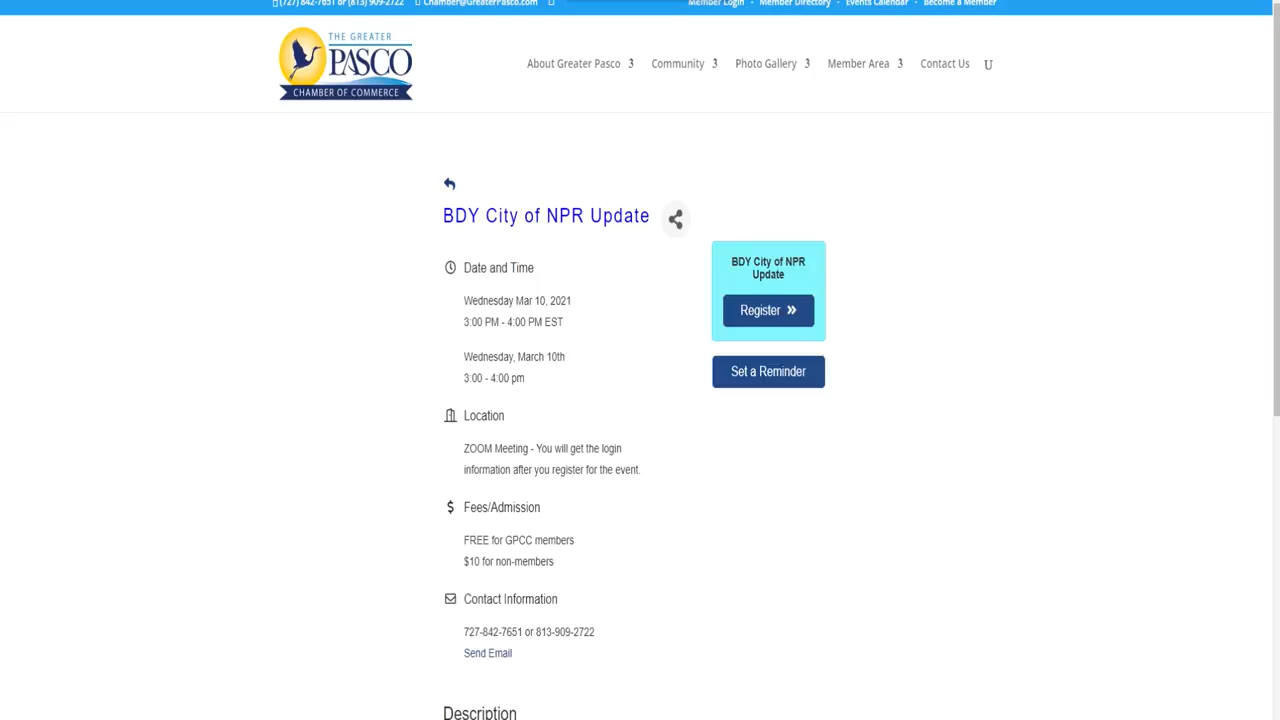 (727) 842-7651 or (813) 909-2722 Chamber@GreaterPasco.com Member Login - Member Directory - Events Calendar - Become a Member
THE GREATER
PASCO
CHAMBER OF COMMERCE
About Greater Pasco 3 Community 3 Photo Gallery 3 Member Area 3 Contact Us U
BDY City of NPR Update
BDY City of NPR
Update
Register »
Set a Reminder
Date and Time
Wednesday Mar 10, 2021
3:00 PM - 4:00 PM EST
Wednesday, March 10th
3:00 - 4:00 pm
Location
ZOOM Meeting - You will get the login
information after you register for the event.
$ Fees/Admission
FREE for GPCC members
$10 for non-members
Contact Information
727-842-7651 or 813-909-2722
Send Email
Description